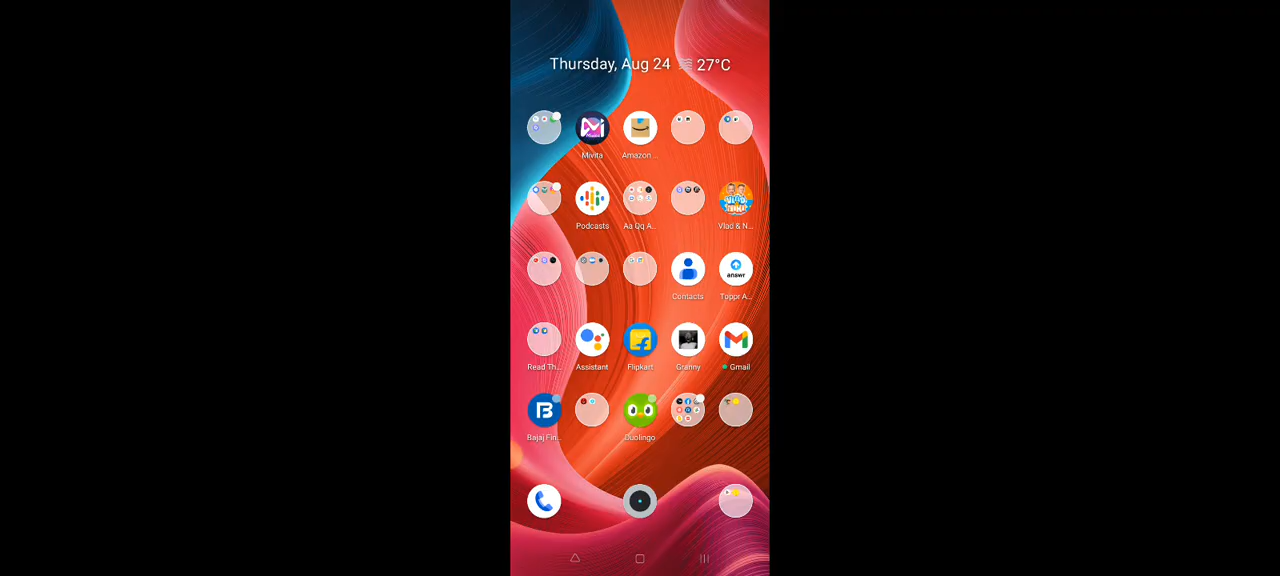 Thursday, Aug 24 27°C
Mivita
Amazon ...
Podcasts
Aa Qq A...
Vlad & N...
Contacts
answr
Toppr A...
Read Th...
Assistant
Flipkart
Granny
Gmail
Bajaj Fin...
Duolingo